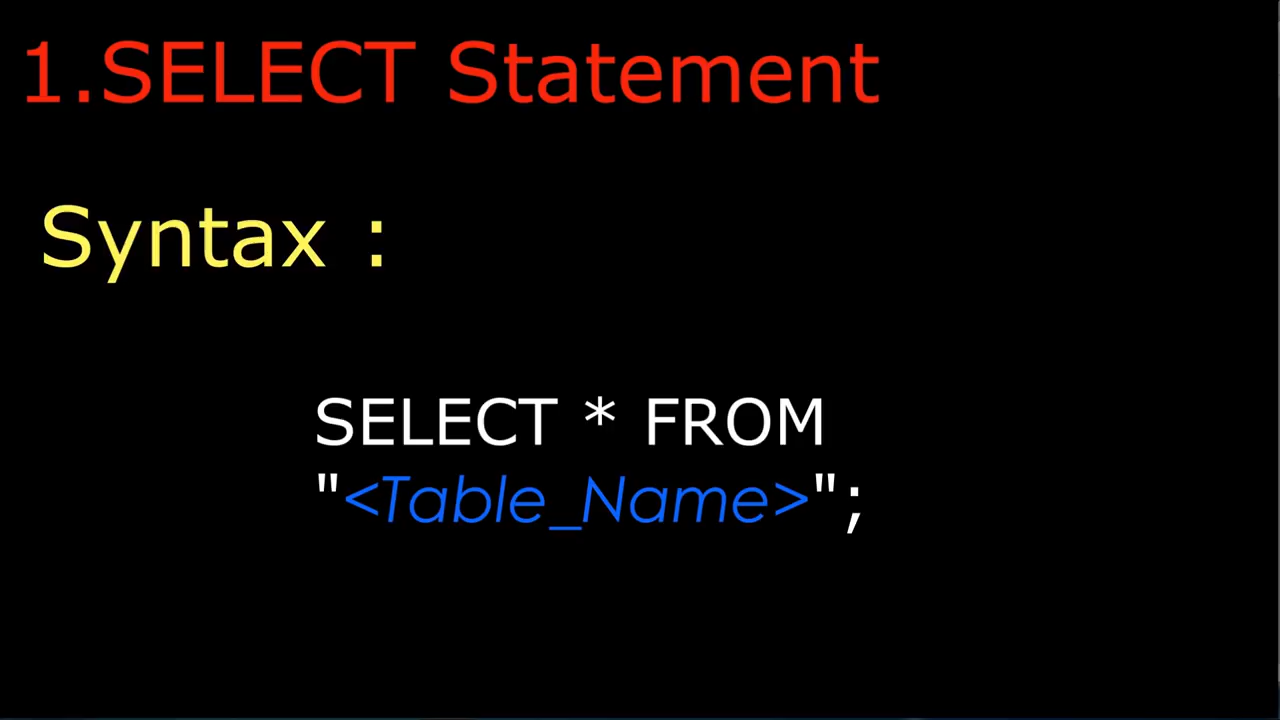 1.SELECT Statement
Syntax :
SELECT * FROM
"<Table_Name>";